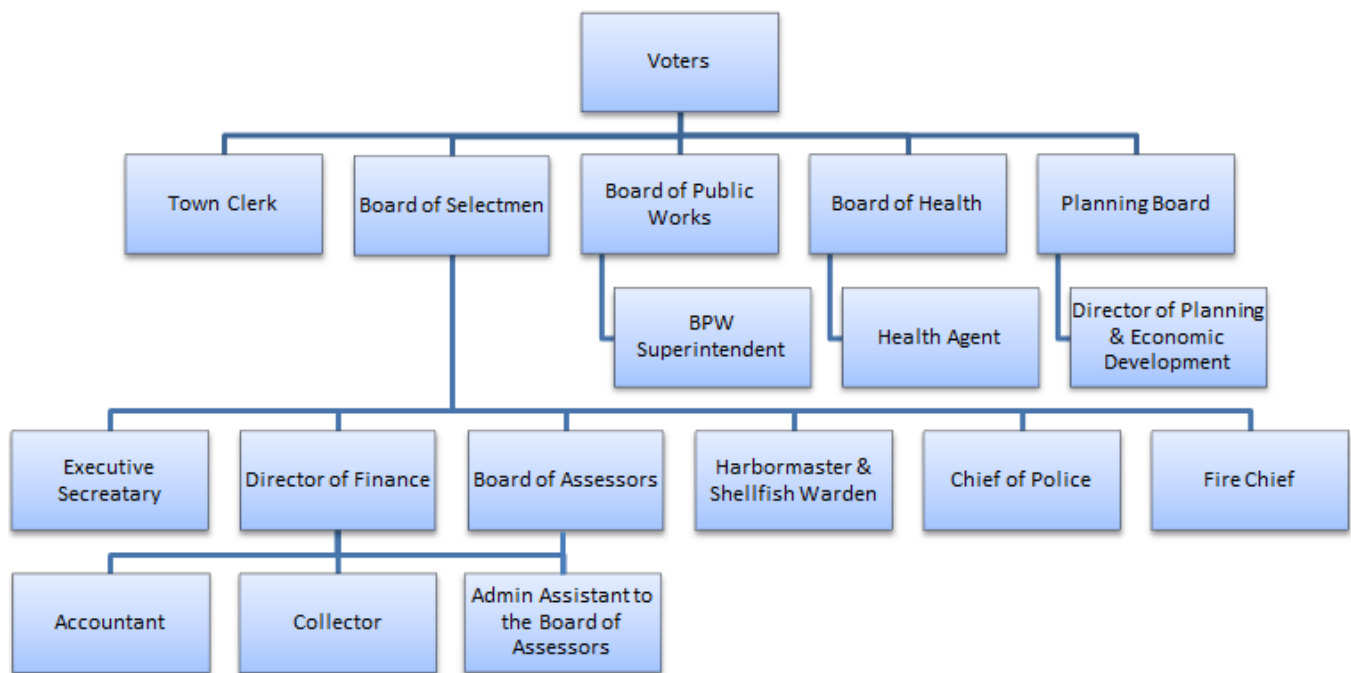 Voters
Town Clerk
Board of Selectmen
Board of Public
Works
Board of Health
Planning Board
BPW
Superintendent
Health Agent
Director of Planning
& Economic
Development
Executive
Secreatary
Director of Finance
Board of Assessors
Harbormaster &
Shellfish Warden
Chief of Police
Fire Chief
Accountant
Collector
Admin Assistant to
the Board of
Assessors